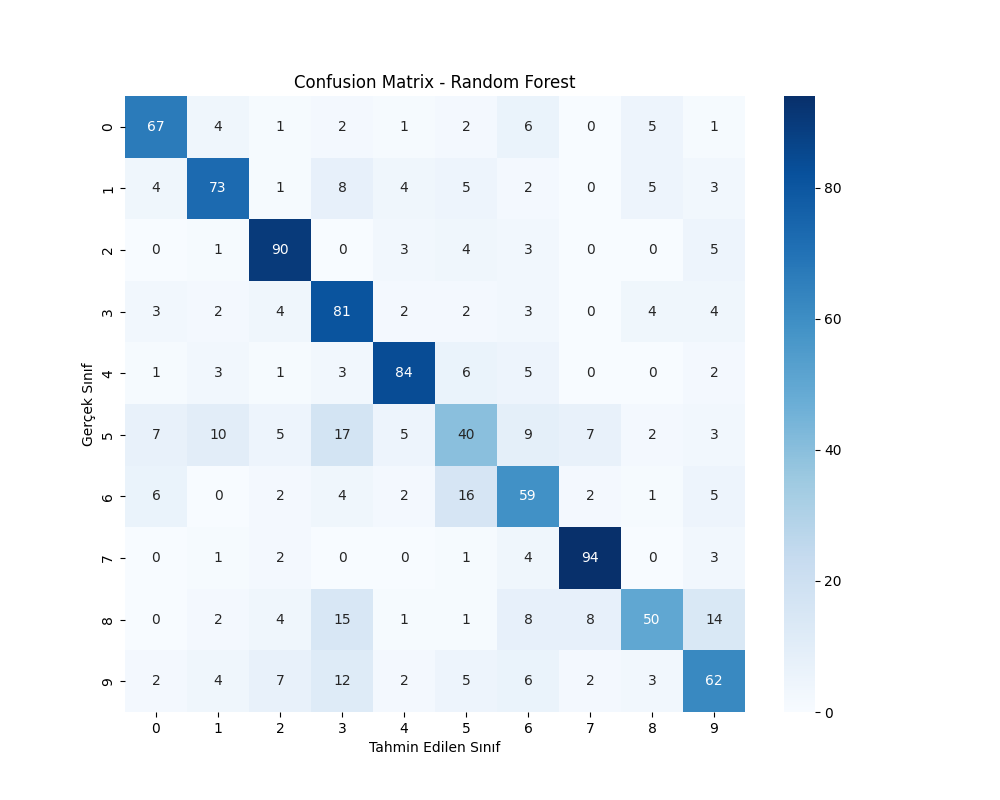 Confusion Matrix - Random Forest
0 67 4 1 2 1 2 6 0 5 1
1 4 73 1 8 4 5 2 0 5 3
2 0 1 90 0 3 4 3 0 0 5
3 3 2 4 81 2 2 3 0 4 4
4 1 3 1 3 84 6 5 0 0 2
5 7 10 5 17 5 40 9 7 2 3
6 6 0 2 4 2 16 59 2 1 5
7 0 1 2 0 0 1 4 94 0 3
8 0 2 4 15 1 1 8 8 50 14
9 2 4 7 12 2 5 6 2 3 62
0 1 2 3 4 5 6 7 8 9
Gerçek Sınıf
Tahmin Edilen Sınıf
80
60
40
20
0